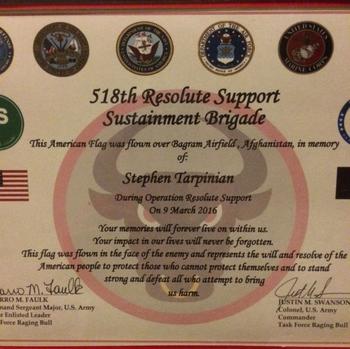 518th Resolute Support
Sustainment Brigade
This American Flag was flown over Bagram Airfield , Afghanistan, in memory
of:
Stephen Tarpinian
During Operation Resolute Support
On 9 March 2016
Your memories will forever live on within us.
Your impact in our lives will never be forgotten.
This flag was flown in the face of the enemy and represents the will and resolve of the
American people to protect those who cannot protect themselves and to stand
strong and defeat all who attempt to bring
us harm.
M. Faulk
RRO M. FAULK
mand Sergeant Major, U.S. Army
e Enlisted Leader
Force Raging Bull
JUSTIN M. SWANSON
Colonel, U.S. Army
Commander
Task Force Raging Bull